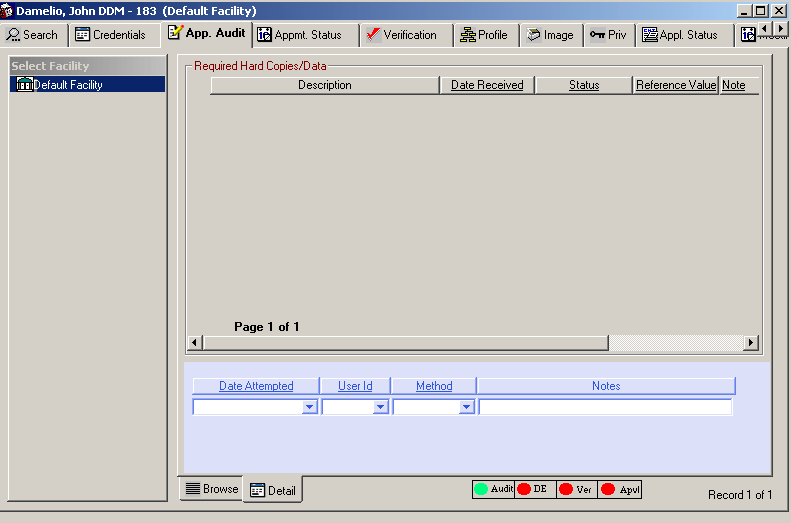 Damelio, John DDM - 183 (Default Facility)
Search Credentials App. Audit Appmt. Status Verification Profile Image Priv Appl. Status
Select Facility
Default Facility
Required Hard Copies/Data
Description Date Received Status Reference Value Note
Page 1 of 1
Date Attempted User Id Method Notes
Browse Detail
Audit DE Ver Apvl
Record 1 of 1